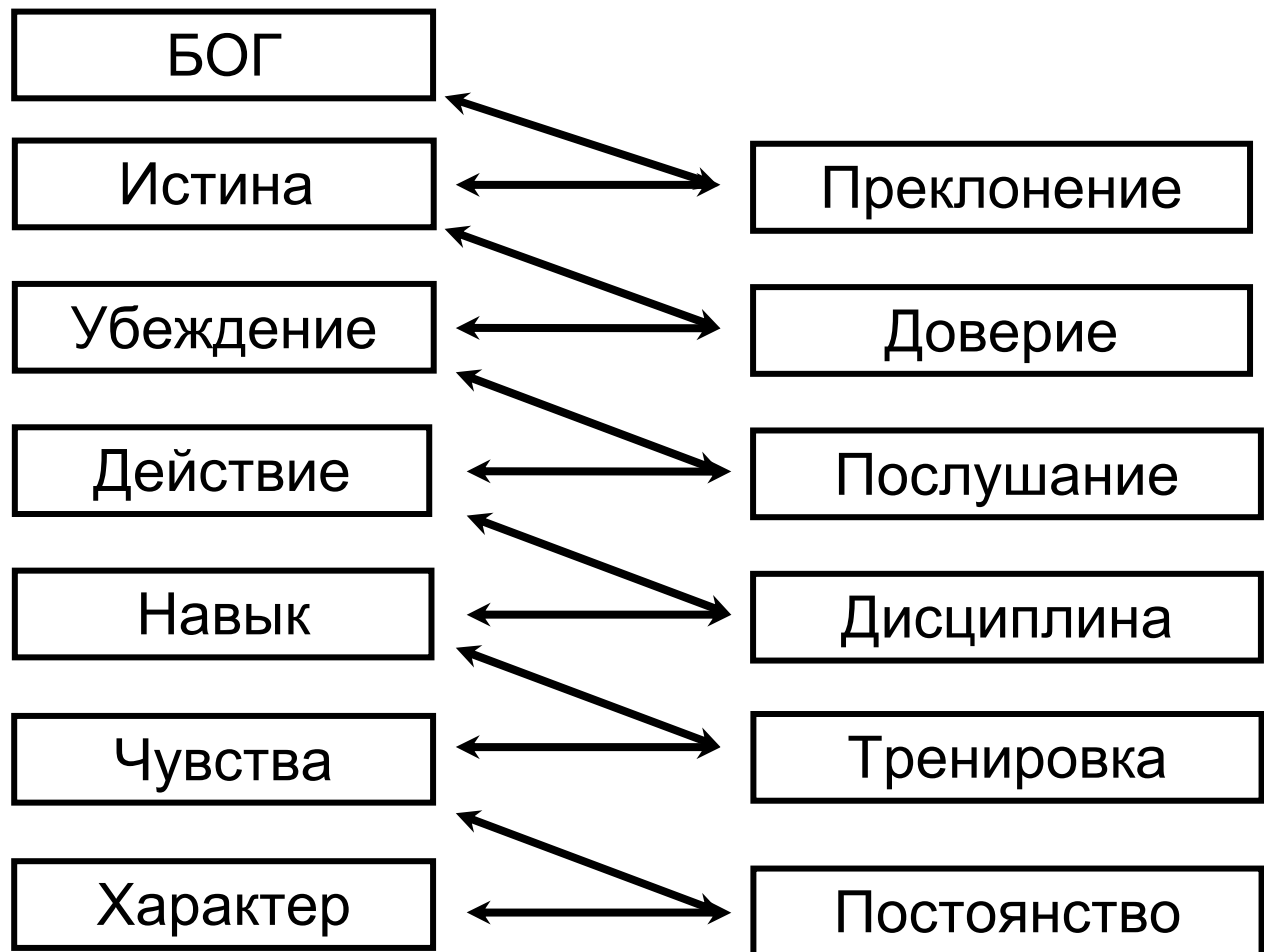 БОГ
Истина
Преклонение
Убеждение
Доверие
Действие
Послушание
Навык
Дисциплина
Чувства
Тренировка
Характер
Постоянство